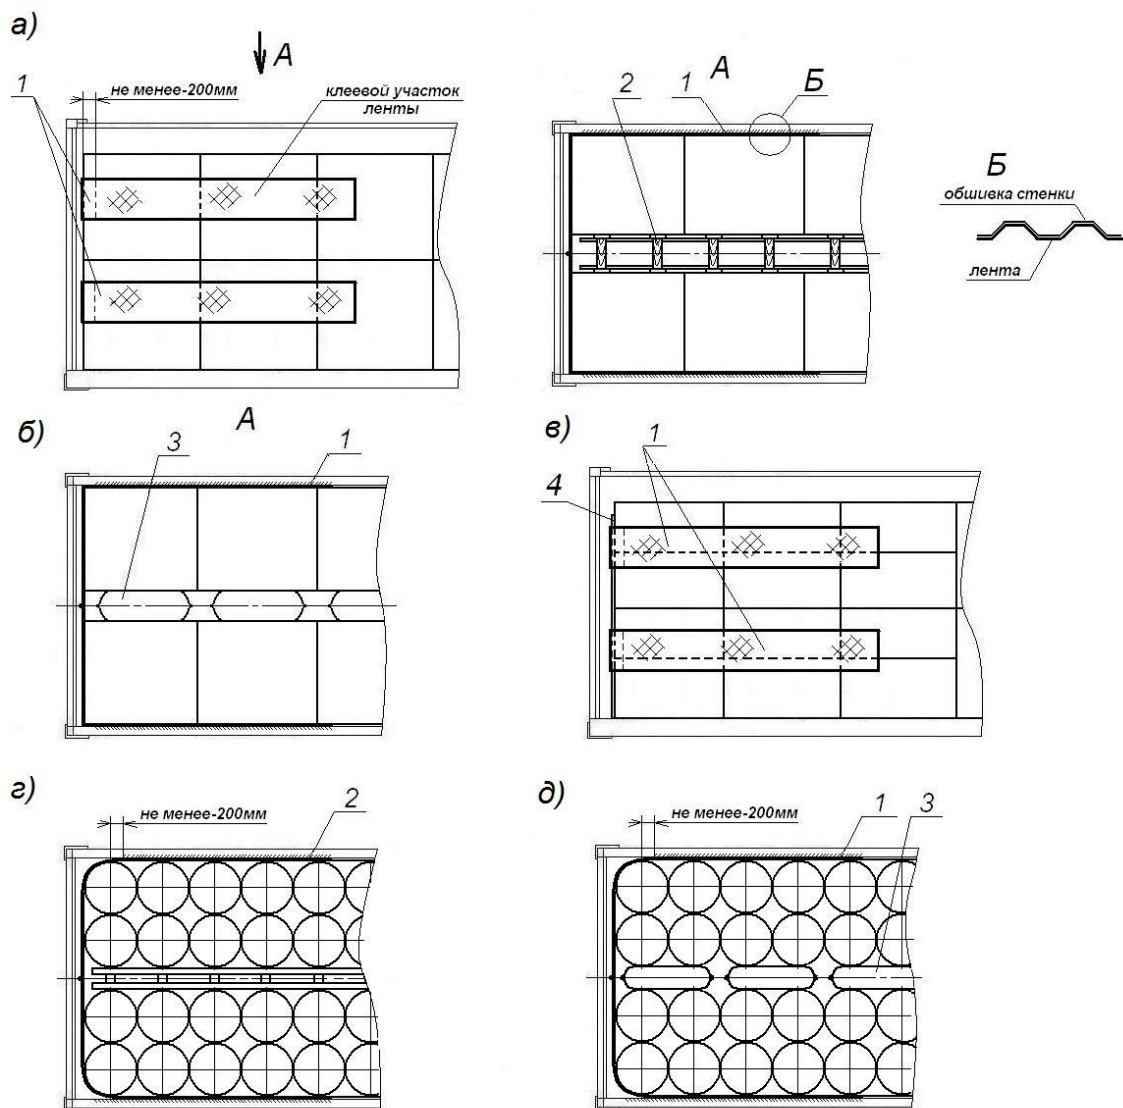 а)
А
1
не менее-200мм
клеевой участок
ленты
2
1
А
Б
Б
обшивка стенки
лента
б)
А
3
1
в)
1
4
г)
не менее-200мм
2
д)
не менее-200мм
1
3